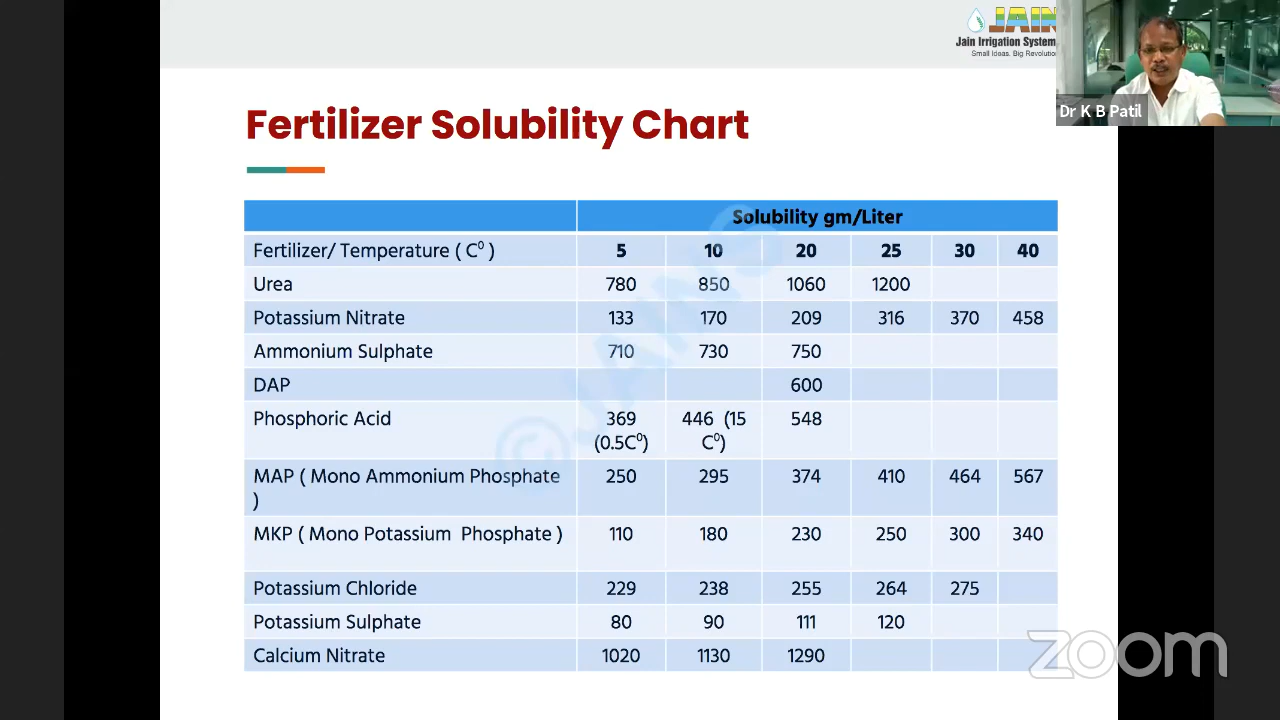 JAIN
Jain Irrigation System
Small Ideas. Big Revolution
Dr K B Patil
Fertilizer Solubility Chart
Solubility gm/Liter
Fertilizer/ Temperature ( C⁰ ) 5 10 20 25 30 40
Urea 780 850 1060 1200
Potassium Nitrate 133 170 209 316 370 458
Ammonium Sulphate 710 730 750
DAP 600
Phosphoric Acid 369 446 (15 548
(0.5C⁰) C⁰)
MAP ( Mono Ammonium Phosphate 250 295 374 410 464 567
)
MKP ( Mono Potassium Phosphate ) 110 180 230 250 300 340
Potassium Chloride 229 238 255 264 275
Potassium Sulphate 80 90 111 120
Calcium Nitrate 1020 1130 1290
©JAINS
zoom